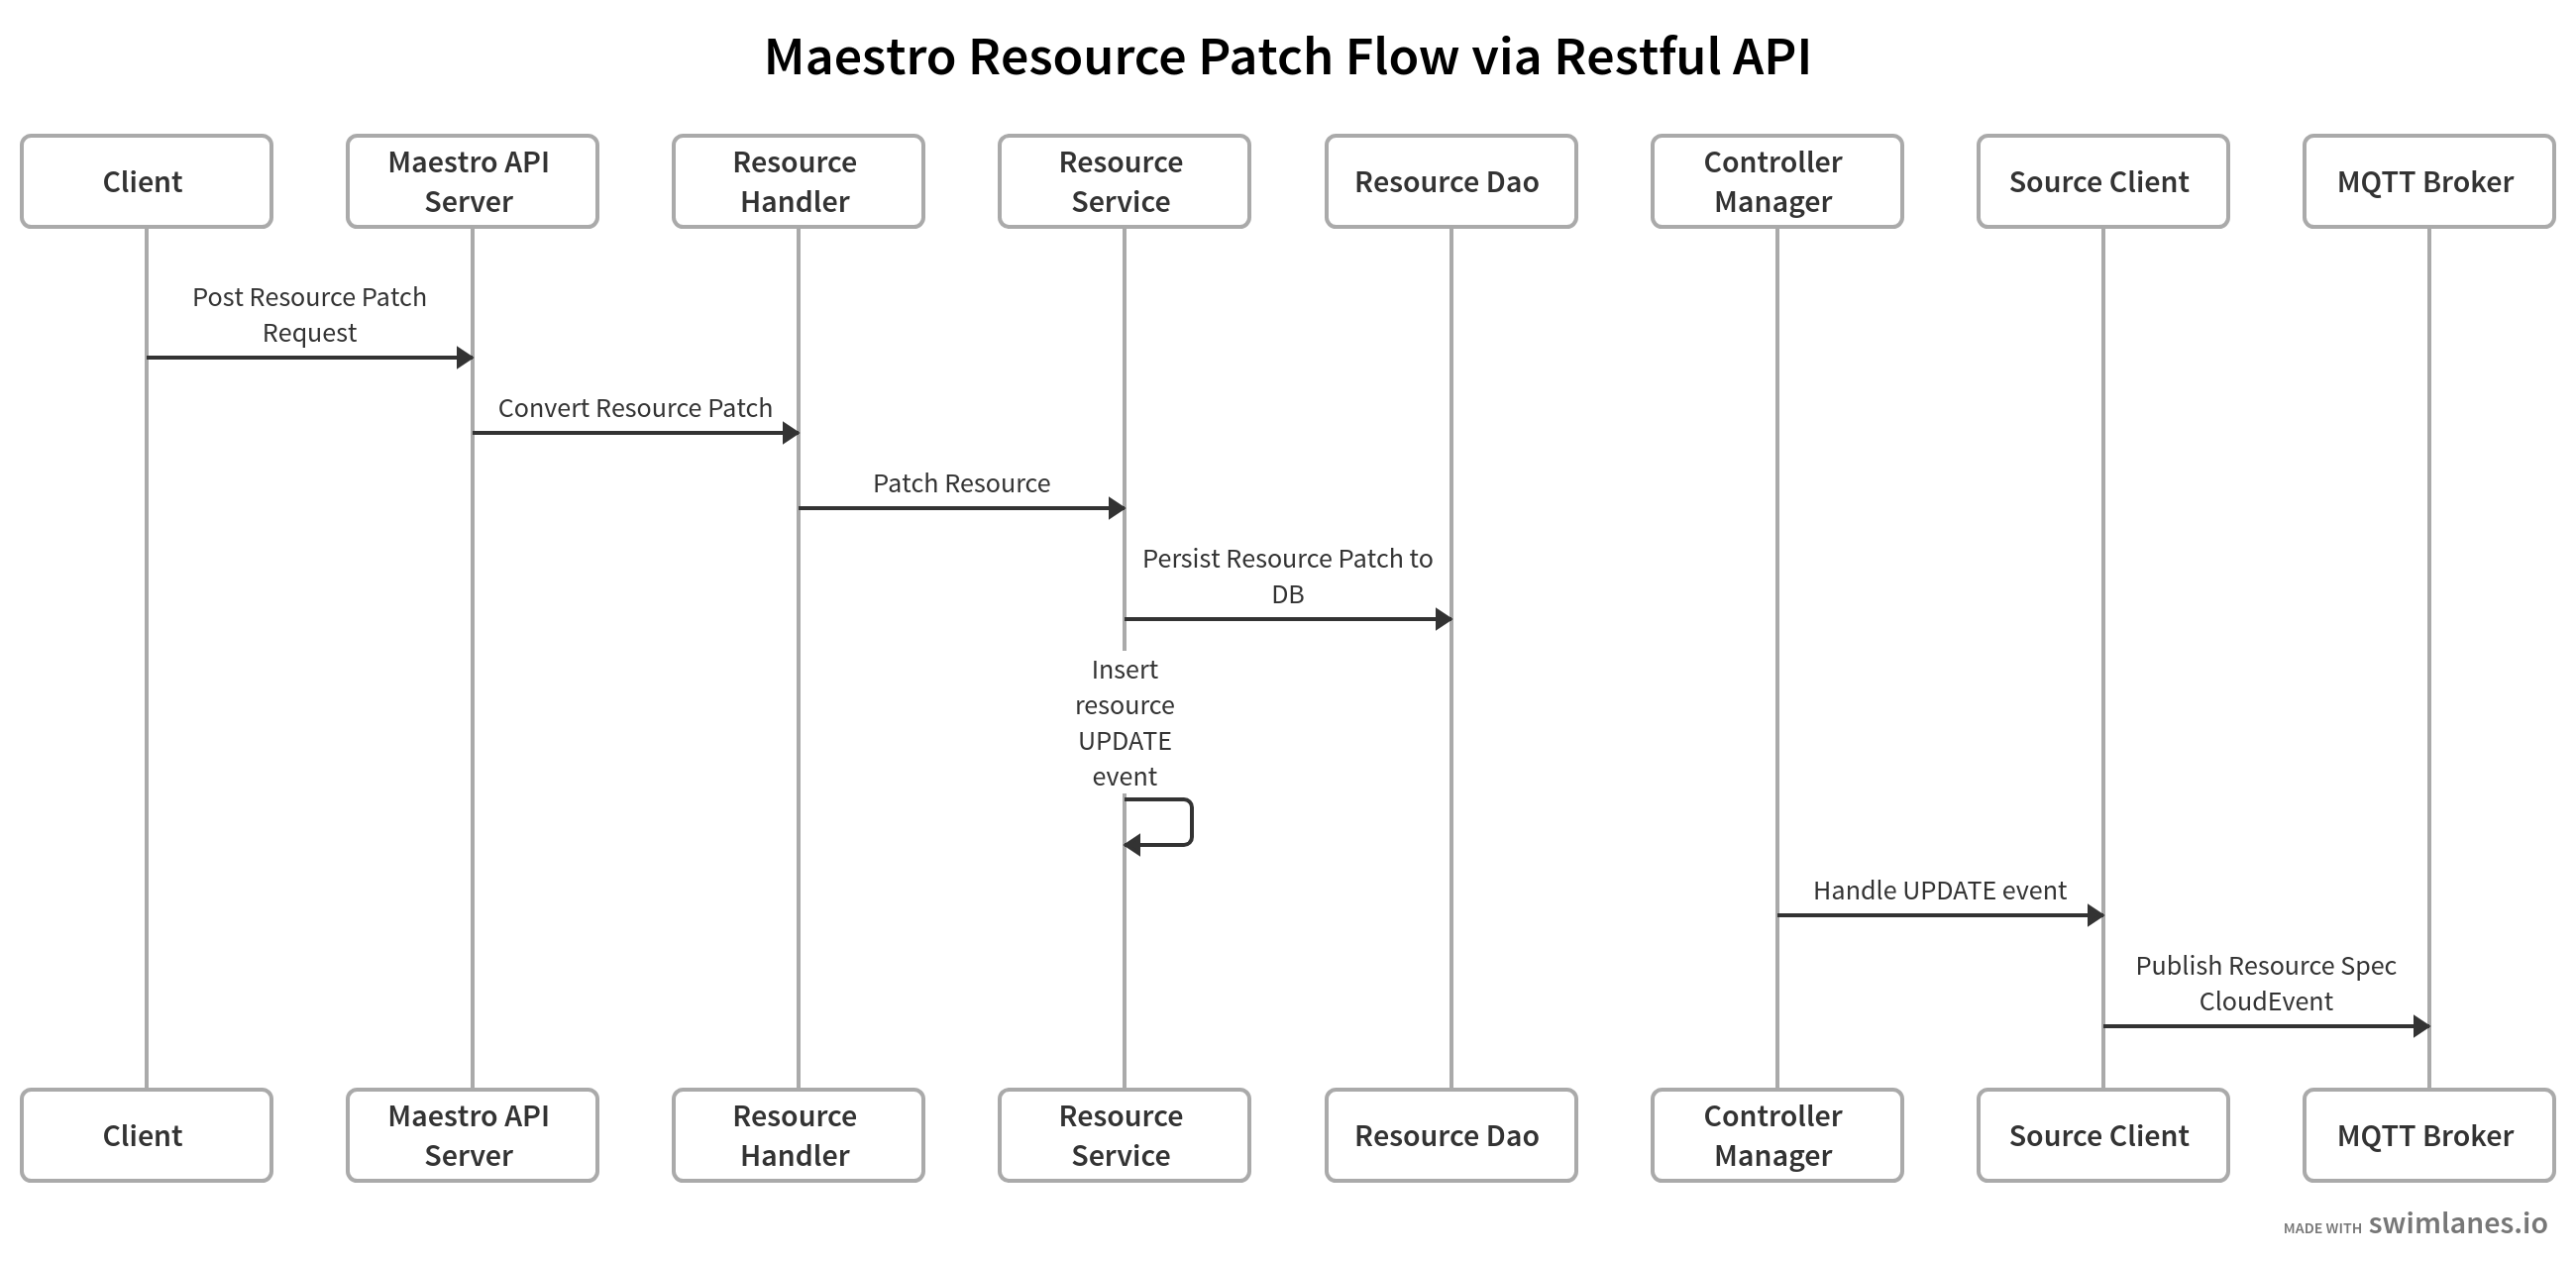 Maestro Resource Patch Flow via Restful API
Client
Maestro API
Server
Resource
Handler
Resource
Service
Resource Dao
Controller
Manager
Source Client
MQTT Broker
Post Resource Patch
Request
Convert Resource Patch
Patch Resource
Persist Resource Patch to
DB
Insert
resource
UPDATE
event
Handle UPDATE event
Publish Resource Spec
CloudEvent
Client
Maestro API
Server
Resource
Handler
Resource
Service
Resource Dao
Controller
Manager
Source Client
MQTT Broker
MADE WITH swimlanes.io